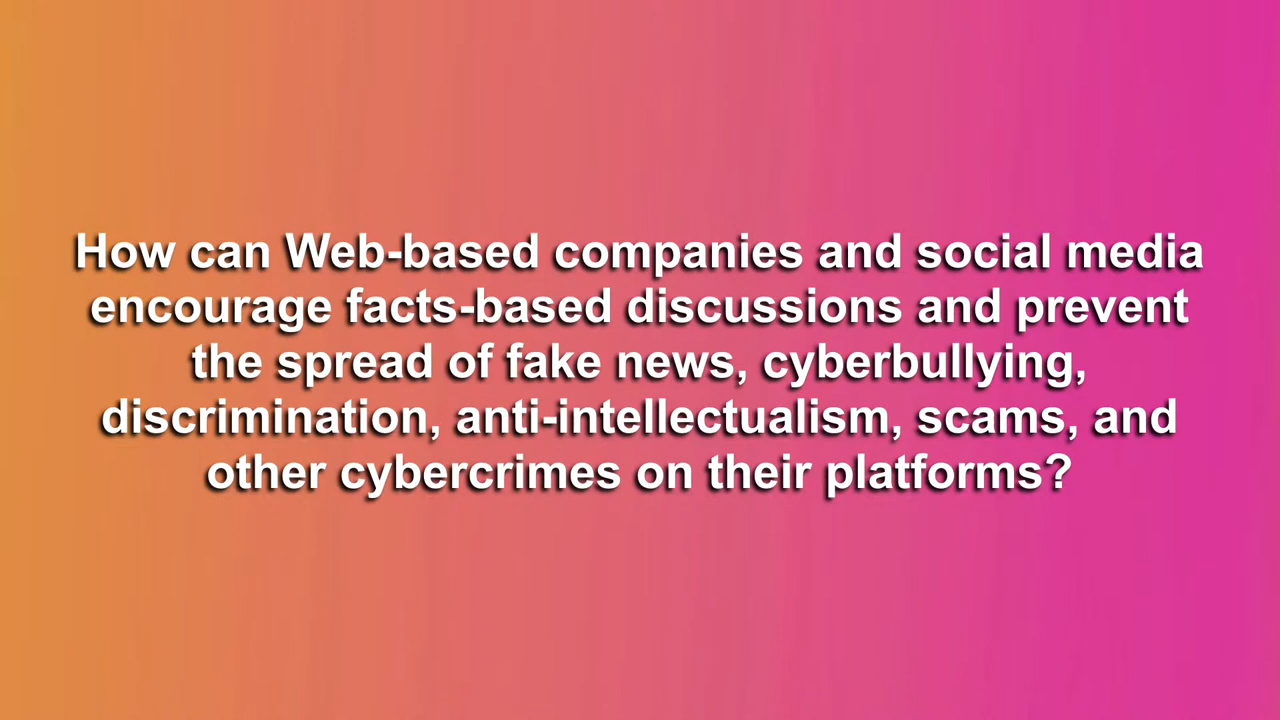 How can Web-based companies and social media
encourage facts-based discussions and prevent
the spread of fake news, cyberbullying,
discrimination, anti-intellectualism, scams, and
other cybercrimes on their platforms?